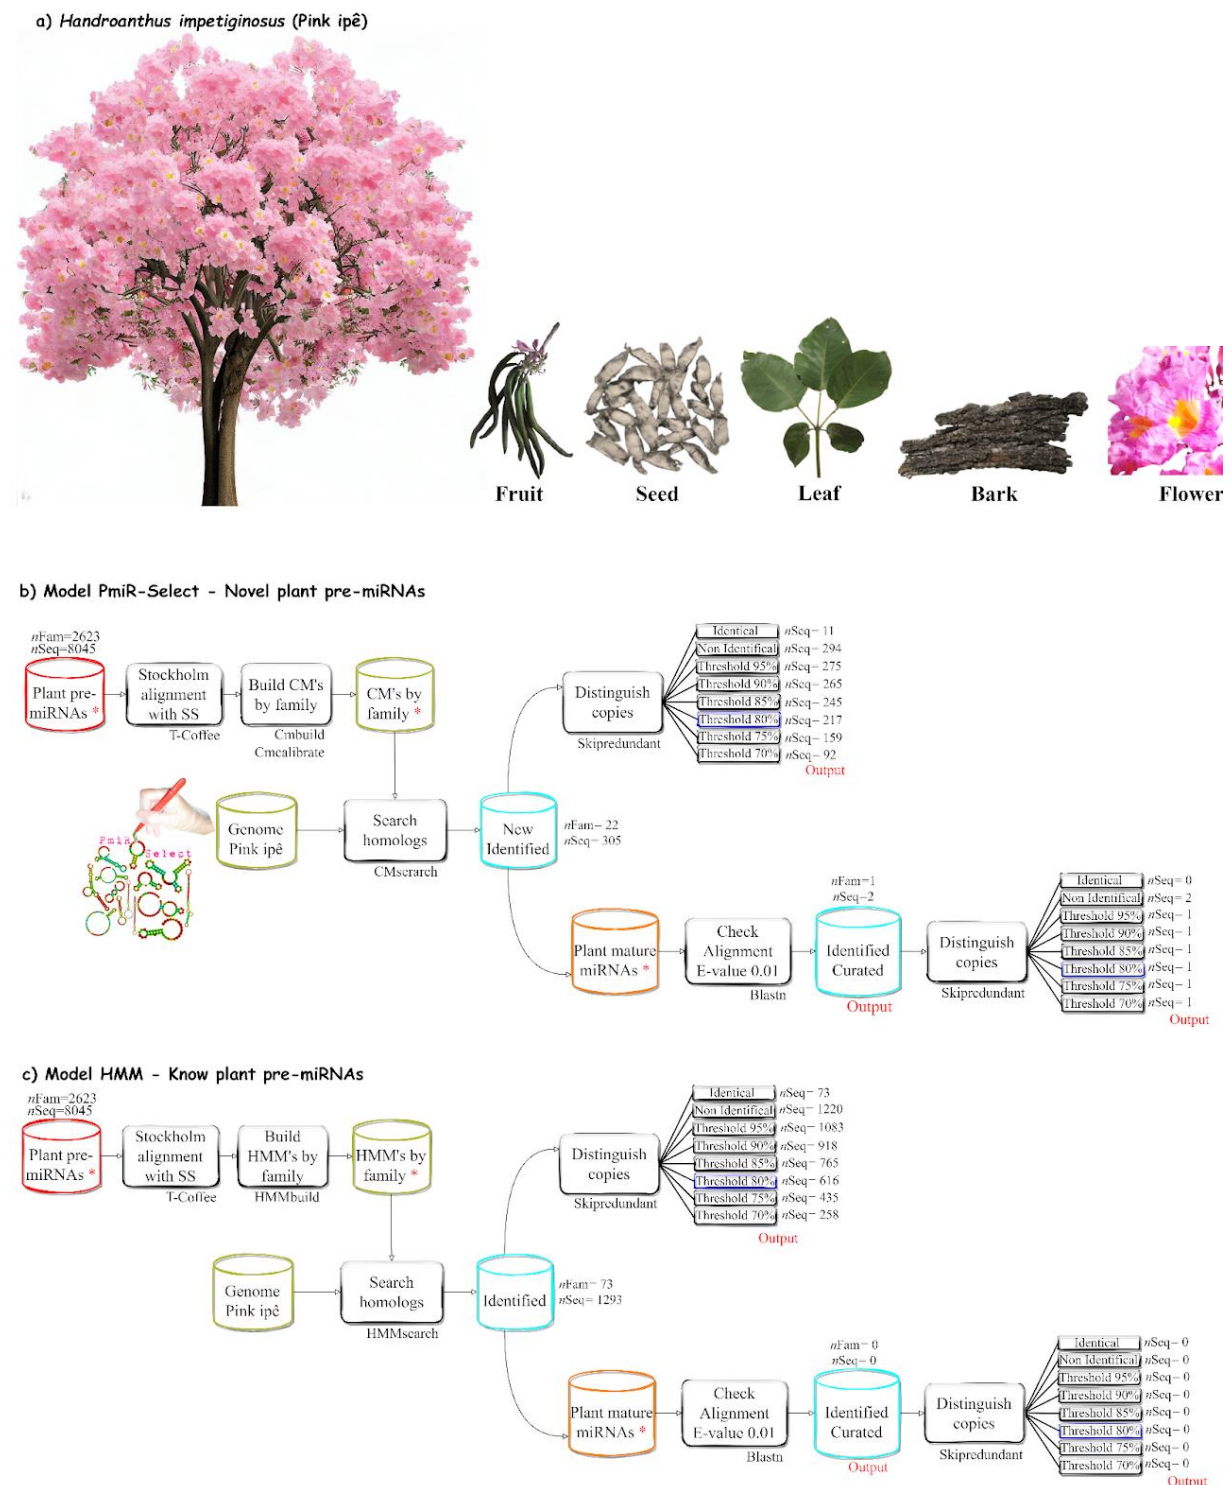 a) Handroanthus impetiginosus (Pink ipê)
Fruit
Seed
Leaf
Bark
Flower
b) Model PmiR-Select - Novel plant pre-miRNAs
nFam=2623
nSeq=8045
Plant pre-
miRNAs *
Stockholm
alignment
with SS
T-Coffee
Build CM's
by family
Cmbuild
Cmcalibrate
CM's by
family *
PmiR
Select
Genome
Pink ipê
Search
homologs
CMsearch
New
Identified
nFam= 22
nSeq= 305
Distinguish
copies
Skipredundant
Identical nSeq= 11
Non Identifical nSeq= 294
Threshold 95% nSeq= 275
Threshold 90% nSeq= 265
Threshold 85% nSeq= 245
Threshold 80% nSeq= 217
Threshold 75% nSeq= 159
Threshold 70% nSeq= 92
Output
Plant mature
miRNAs *
Check
Alignment
E-value 0.01
Blastn
nFam=1
nSeq=2
Identified
Curated
Output
Distinguish
copies
Skipredundant
Identical nSeq= 0
Non Identifical nSeq= 2
Threshold 95% nSeq= 1
Threshold 90% nSeq= 1
Threshold 85% nSeq= 1
Threshold 80% nSeq= 1
Threshold 75% nSeq= 1
Threshold 70% nSeq= 1
Output
c) Model HMM - Know plant pre-miRNAs
nFam=2623
nSeq=8045
Plant pre-
miRNAs *
Stockholm
alignment
with SS
T-Coffee
Build
HMM's by
family
HMMbuild
HMM's by
family *
Genome
Pink ipê
Search
homologs
HMMsearch
Identified
nFam= 73
nSeq= 1293
Distinguish
copies
Skipredundant
Identical nSeq= 73
Non Identifical nSeq= 1220
Threshold 95% nSeq= 1083
Threshold 90% nSeq= 918
Threshold 85% nSeq= 765
Threshold 80% nSeq= 616
Threshold 75% nSeq= 435
Threshold 70% nSeq= 258
Output
Plant mature
miRNAs *
Check
Alignment
E-value 0.01
Blastn
nFam= 0
nSeq= 0
Identified
Curated
Output
Distinguish
copies
Skipredundant
Identical nSeq= 0
Non Identifical nSeq= 0
Threshold 95% nSeq= 0
Threshold 90% nSeq= 0
Threshold 85% nSeq= 0
Threshold 80% nSeq= 0
Threshold 75% nSeq= 0
Threshold 70% nSeq= 0
Output